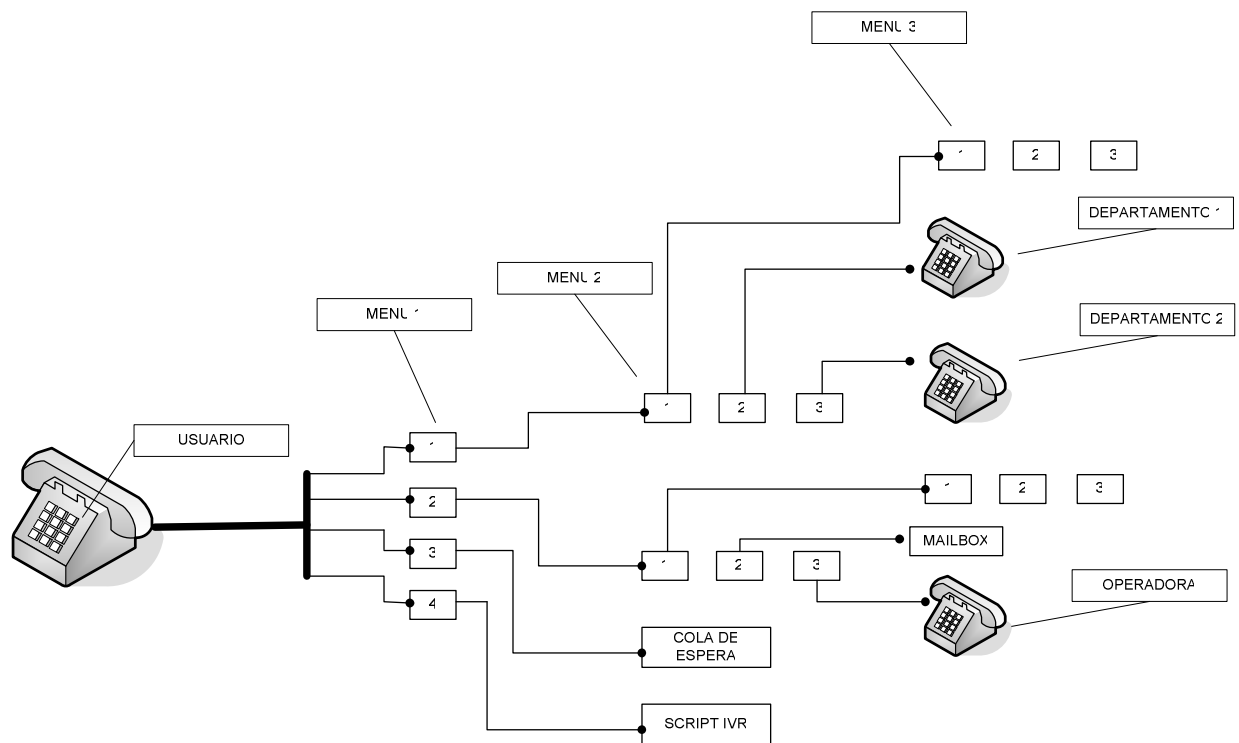 MENU 3
1 2 3
DEPARTAMENTO 1
MENU 2
DEPARTAMENTO 2
MENU 1
1 2 3
USUARIO
1
2
1 2 3
3
MAILBOX
1 2 3
OPERADORA
4
COLA DE
ESPERA
SCRIPT IVR